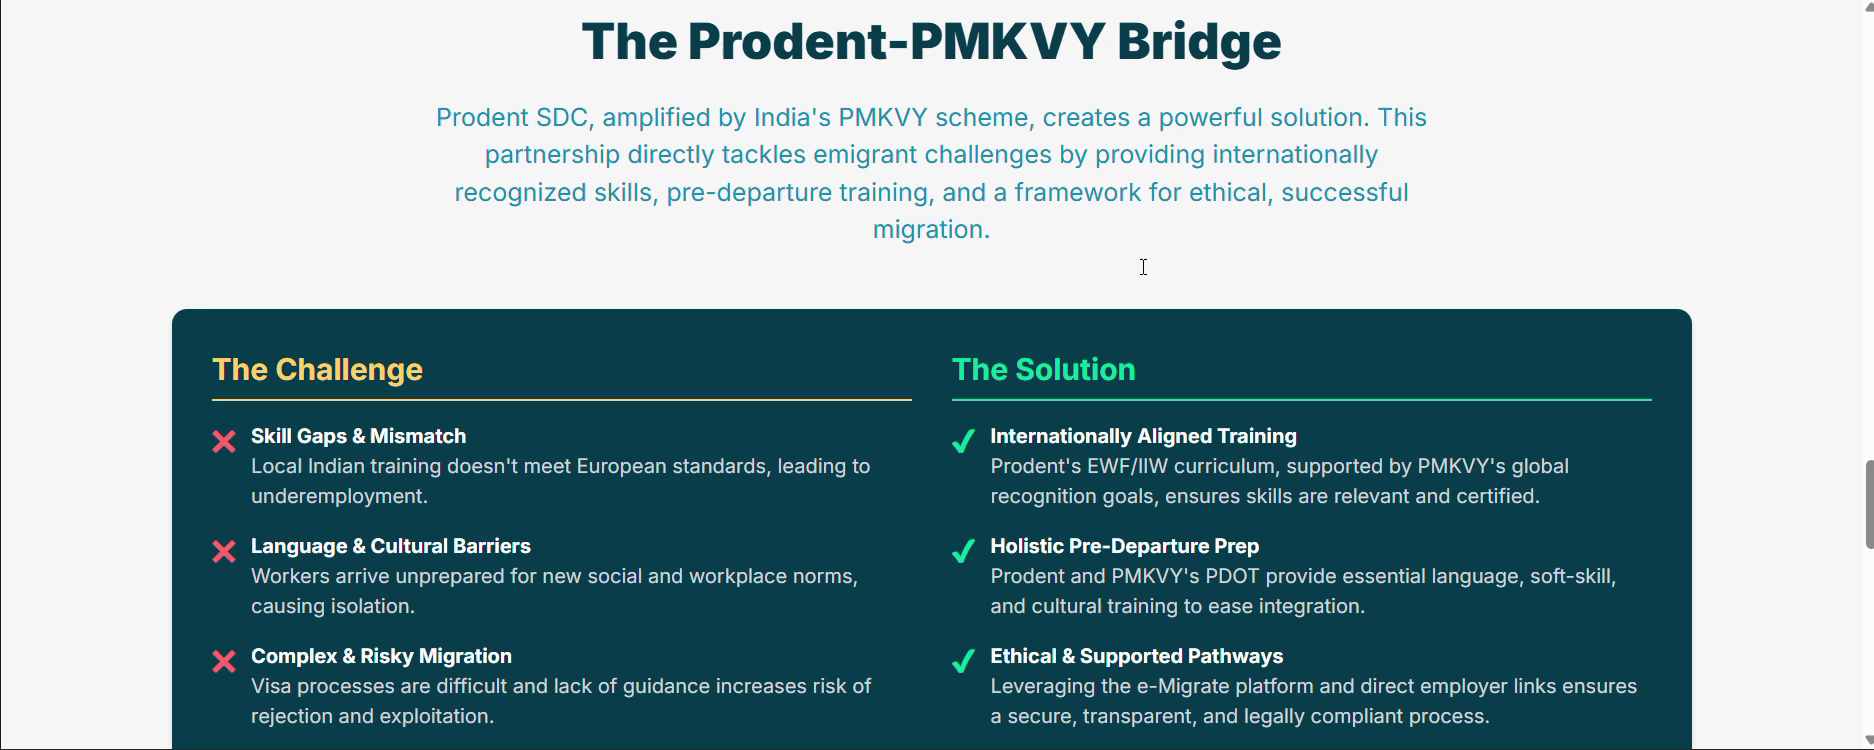 The Prodent-PMKVY Bridge
Prodent SDC, amplified by India's PMKVY scheme, creates a powerful solution. This
partnership directly tackles emigrant challenges by providing internationally
recognized skills, pre-departure training, and a framework for ethical, successful
migration.
The Challenge
Skill Gaps & Mismatch
Local Indian training doesn't meet European standards, leading to
underemployment.
Language & Cultural Barriers
Workers arrive unprepared for new social and workplace norms,
causing isolation.
Complex & Risky Migration
Visa processes are difficult and lack of guidance increases risk of
rejection and exploitation.
The Solution
Internationally Aligned Training
Prodent's EWF/IIW curriculum, supported by PMKVY's global
recognition goals, ensures skills are relevant and certified.
Holistic Pre-Departure Prep
Prodent and PMKVY's PDOT provide essential language, soft-skill,
and cultural training to ease integration.
Ethical & Supported Pathways
Leveraging the e-Migrate platform and direct employer links ensures
a secure, transparent, and legally compliant process.